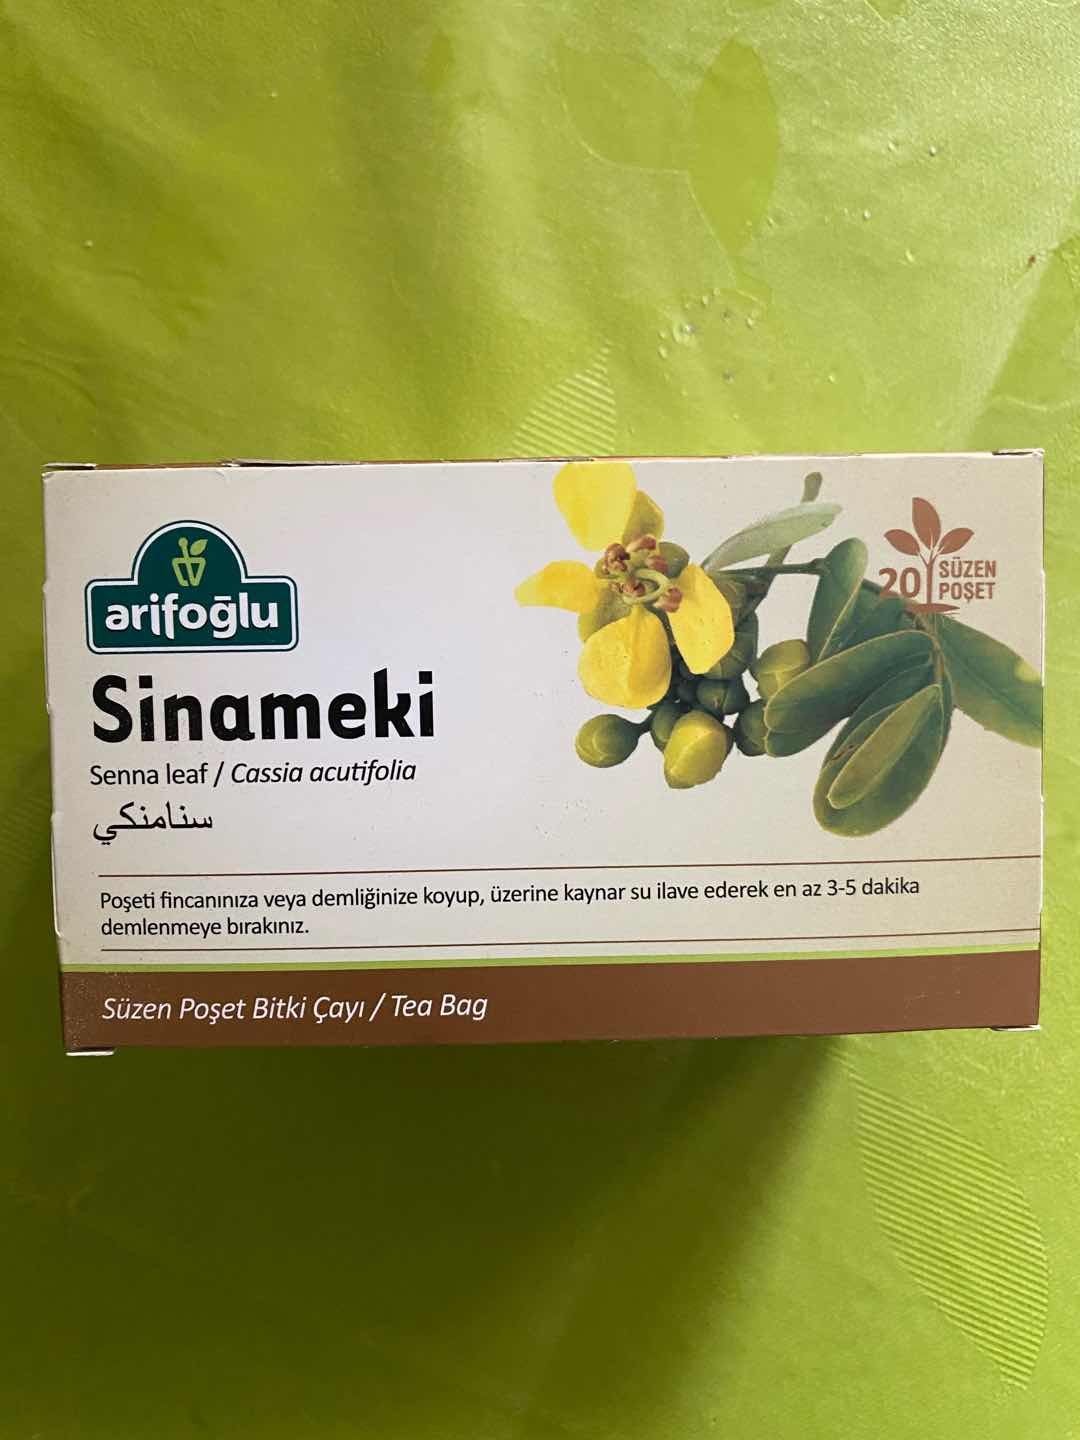 arifoğlu
20 SÜZEN
POŞET
Sinameki
Senna leaf / Cassia acutifolia
سنامنكي
Poşeti fincanınıza veya demliğinize koyup, üzerine kaynar su ilave ederek en az 3-5 dakika
demlenmeye bırakınız.
Süzen Poşet Bitki Çayı / Tea Bag